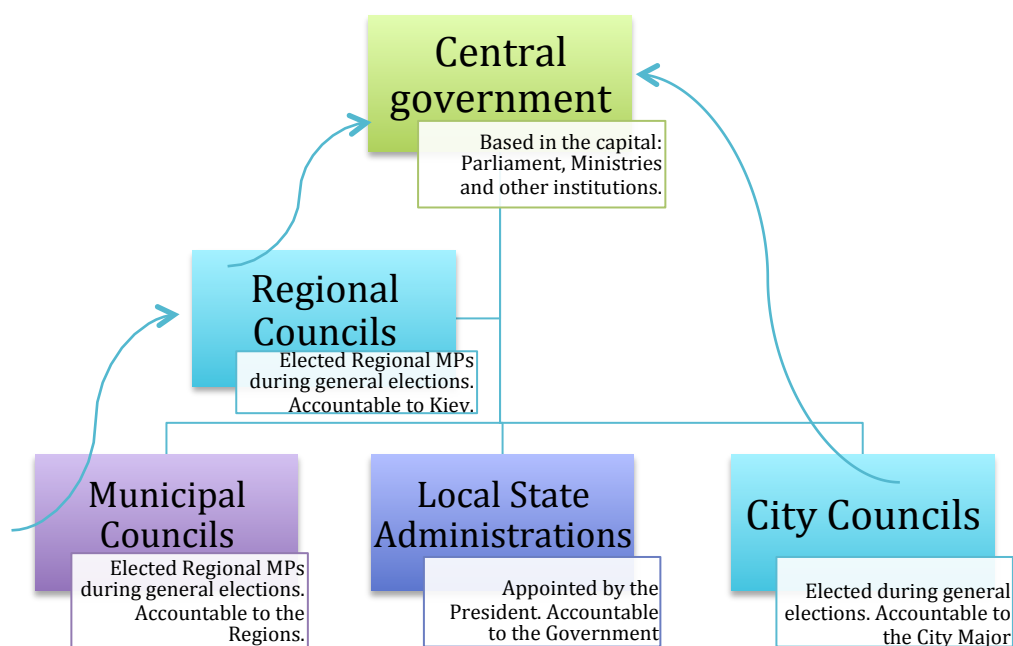 Central
government
Based in the capital:
Parliament, Ministries
and other institutions.
Regional
Councils
Elected Regional MPs
during general elections.
Accountable to Kiev.
Municipal
Councils
Elected Regional MPs
during general elections.
Accountable to the
Regions.
Local State
Administrations
Appointed by the
President. Accountable
to the Government
City Councils
Elected during general
elections. Accountable to
the City Major